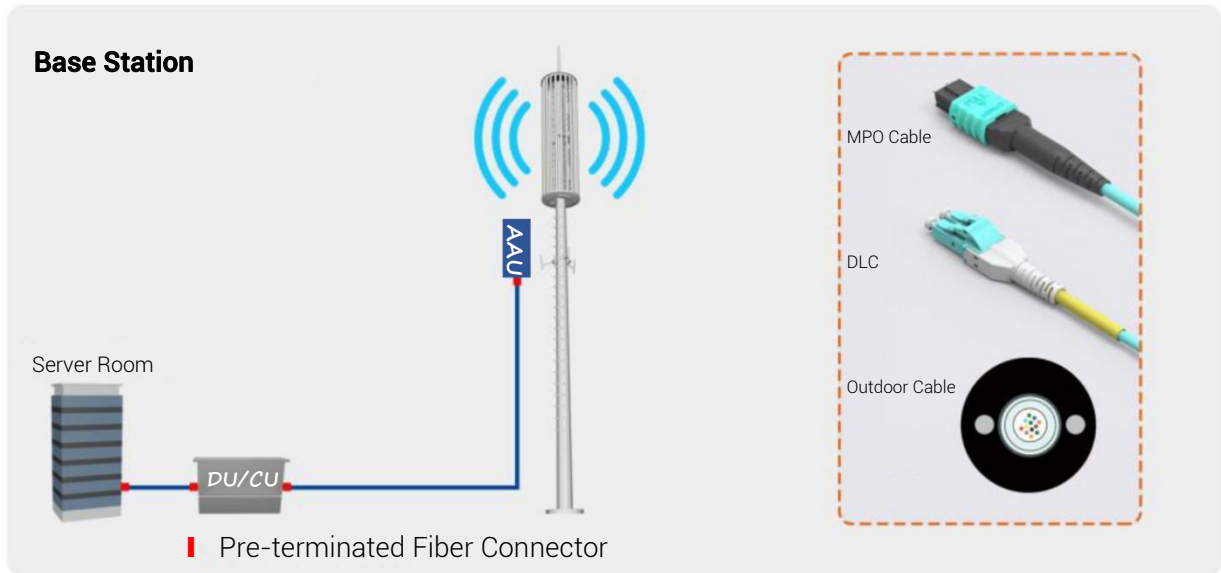 Base Station
MPO Cable
AAU
DLC
Server Room
Outdoor Cable
DU/CU
Pre-terminated Fiber Connector